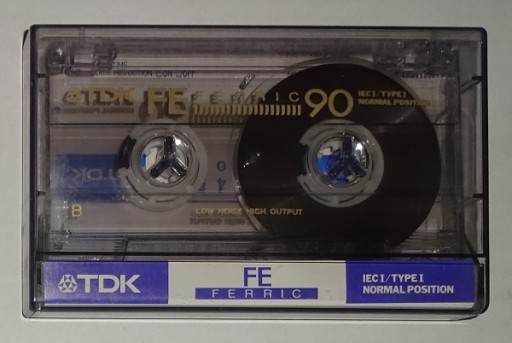 TDK FE FERRIC 90 IEC I / TYPE I
NORMAL POSITION
TDK
B
LOW NOISE HIGH OUTPUT
TDK FE IEC I / TYPE I
FERRIC NORMAL POSITION